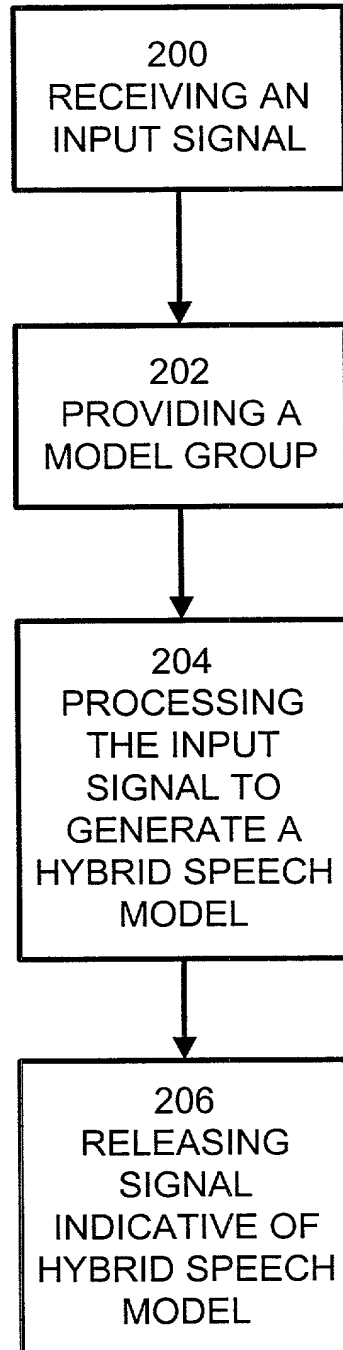 200
RECEIVING AN
INPUT SIGNAL
202
PROVIDING A
MODEL GROUP
204
PROCESSING
THE INPUT
SIGNAL TO
GENERATE A
HYBRID SPEECH
MODEL
206
RELEASING
SIGNAL
INDICATIVE OF
HYBRID SPEECH
MODEL